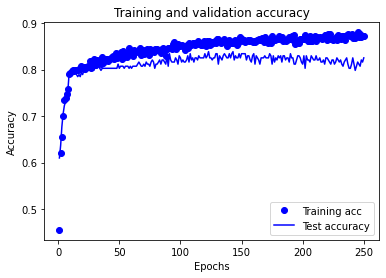 Training and validation accuracy
Accuracy
0.9
0.8
0.7
0.6
0.5
0
50
100
150
200
250
Epochs
Training acc
Test accuracy